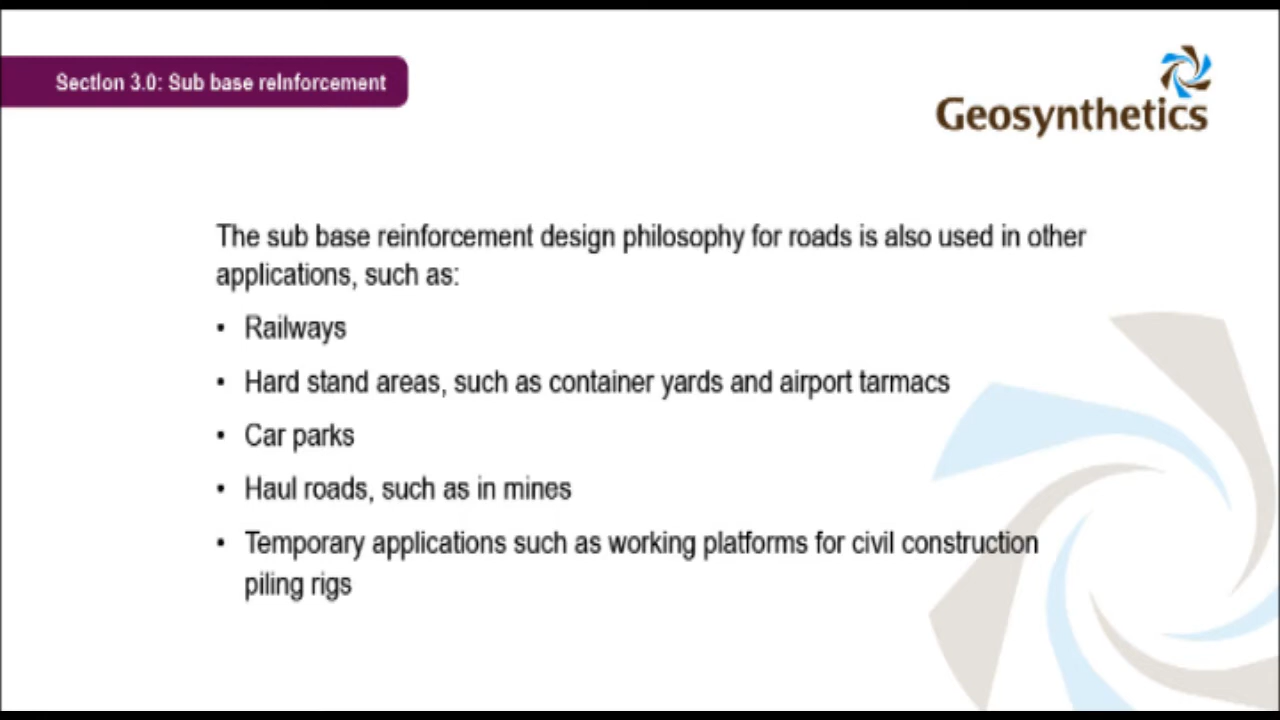 Section 3.0: Sub base reinforcement
Geosynthetics
The sub base reinforcement design philosophy for roads is also used in other
applications, such as:
• Railways
• Hard stand areas, such as container yards and airport tarmacs
• Car parks
• Haul roads, such as in mines
• Temporary applications such as working platforms for civil construction
piling rigs